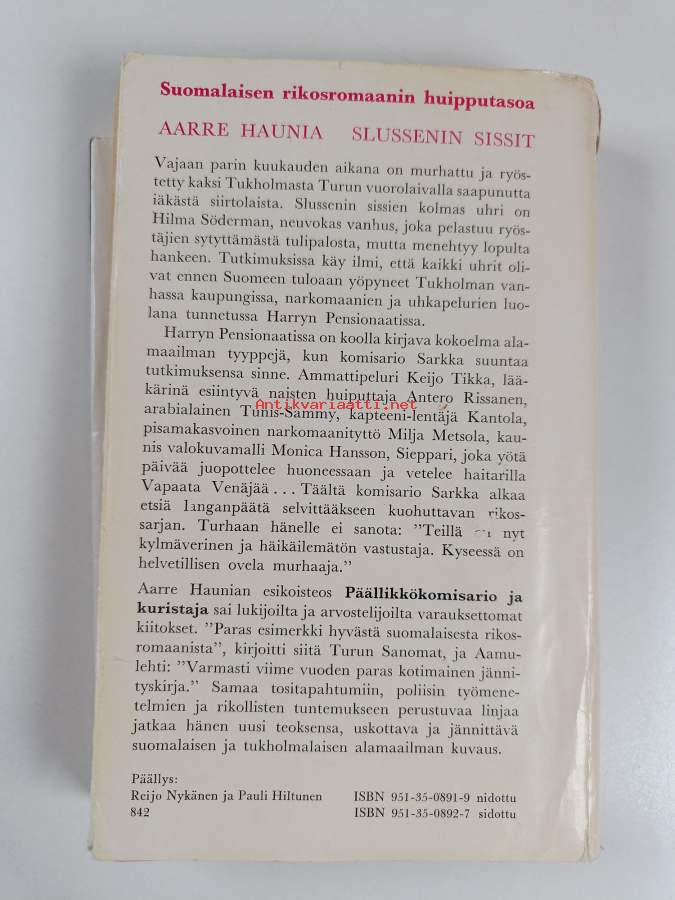 Suomalaisen rikosromaanin huipputasoa
AARRE HAUNIA SLUSSENIN SISSIT
Vajaan parin kuukauden aikana on murhattu ja ryös-
tetty kaksi Tukholmasta Turun vuorolaivalla saapunutta
iäkästä siirtolaista. Slussenin sissien kolmas uhri on
Hilma Söderman, neuvokas vanhus, joka pelastuu ryös-
täjien sytyttämästä tulipalosta, mutta menehtyy lopulta
hankeen. Tutkimuksissa käy ilmi, että kaikki uhrit oli-
vat ennen Suomeen tuloaan yöpyneet Tukholman van-
hassa kaupungissa, narkomaanien ja uhkapelurien luo-
lana tunnetussa Harryn Pensionaatissa.
Harryn Pensionaatissa on koolla kirjava kokoelma ala-
maailman tyyppejä, kun komisario Sarkka suuntaa
tutkimuksensa sinne. Ammattipeluri Keijo Tikka, lää-
kärinä esiintyvä naisten huiputtaja Antero Rissanen,
Antikvariaatti.net
arabialainen Tunis-Sammy, kapteeni-lentäjä Kantola,
pisamakasvoinen narkomaanityttö Milja Metsola, kau-
nis valokuvamalli Monica Hansson, Sieppari, joka yötä
päivää juopottelee huoneessaan ja vetelee haitarilla
Vapaata Venäjää... Täältä komisario Sarkka alkaa
etsiä langanpäätä selvittääkseen kuohuttavan rikos-
sarjan. Turhaan hänelle ei sanota: ”Teillä nyt
kylmäverinen ja häikäilemätön vastustaja. Kyseessä on
helvetillisen ovela murhaaja.”
Aarre Haunian esikoisteos Päällikkökomisario ja
kuristaja sai lukijoilta ja arvostelijoilta varauksettomat
kiitokset. ”Paras esimerkki hyvästä suomalaisesta rikos-
romaanista”, kirjoitti siitä Turun Sanomat, ja Aamu-
lehti: ”Varmasti viime vuoden paras kotimainen jänni-
tyskirja.” Samaa tositapahtumiin, poliisin työmene-
telmien ja rikollisten tuntemukseen perustuvaa linjaa
jatkaa hänen uusi teoksensa, uskottava ja jännittävä
suomalaisen ja tukholmalaisen alamaailman kuvaus.
Päällys:
Reijo Nykänen ja Pauli Hiltunen ISBN 951-35-0891-9 nidottu
842 ISBN 951-35-0892-7 sidottu